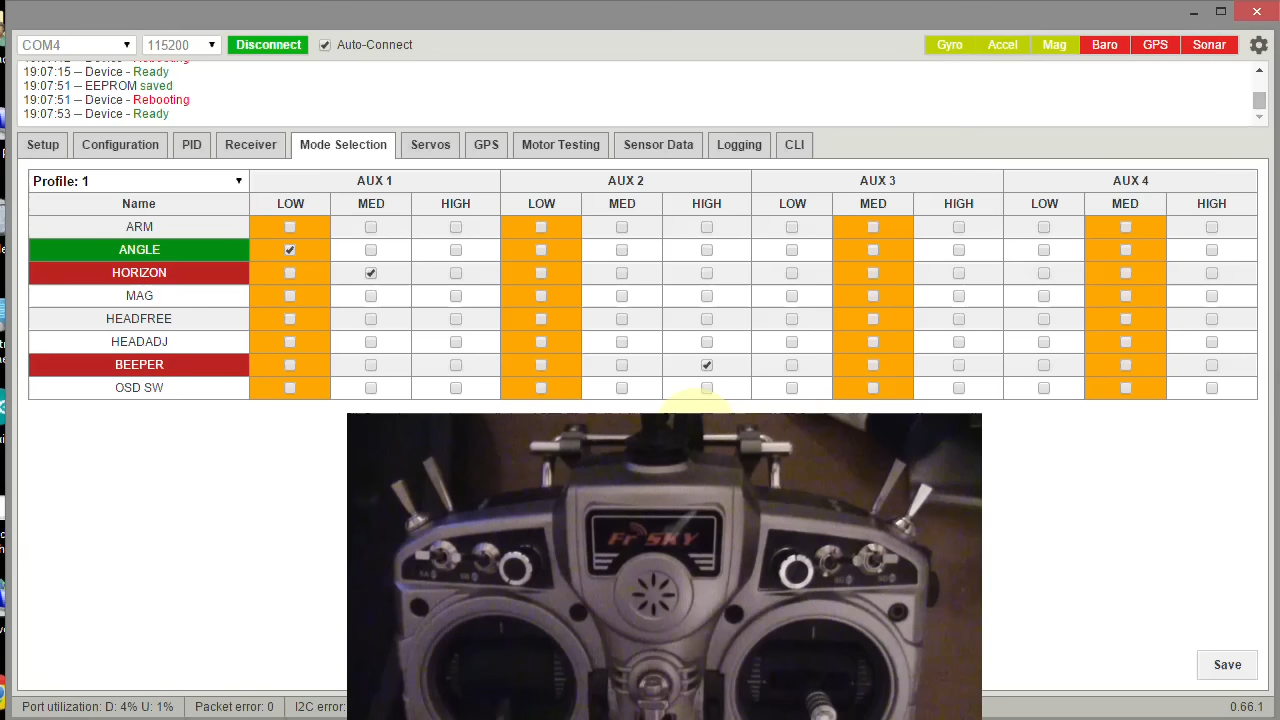 COM4 115200 Disconnect Auto-Connect Gyro Accel Mag Baro GPS Sonar
Rebooting
19:07:15 -- Device - Ready
19:07:51 -- EEPROM saved
19:07:51 -- Device - Rebooting
19:07:53 -- Device - Ready
Setup Configuration PID Receiver Mode Selection Servos GPS Motor Testing Sensor Data Logging CLI
Profile: 1 AUX 1 AUX 2 AUX 3 AUX 4
Name LOW MED HIGH LOW MED HIGH LOW MED HIGH LOW MED HIGH
ARM
ANGLE
HORIZON
MAG
HEADFREE
HEADADJ
BEEPER
OSD SW
FrSKY
Save
Port utilization: D: 4% U: 1% Packet error: 0 I2C error: 0.66.1